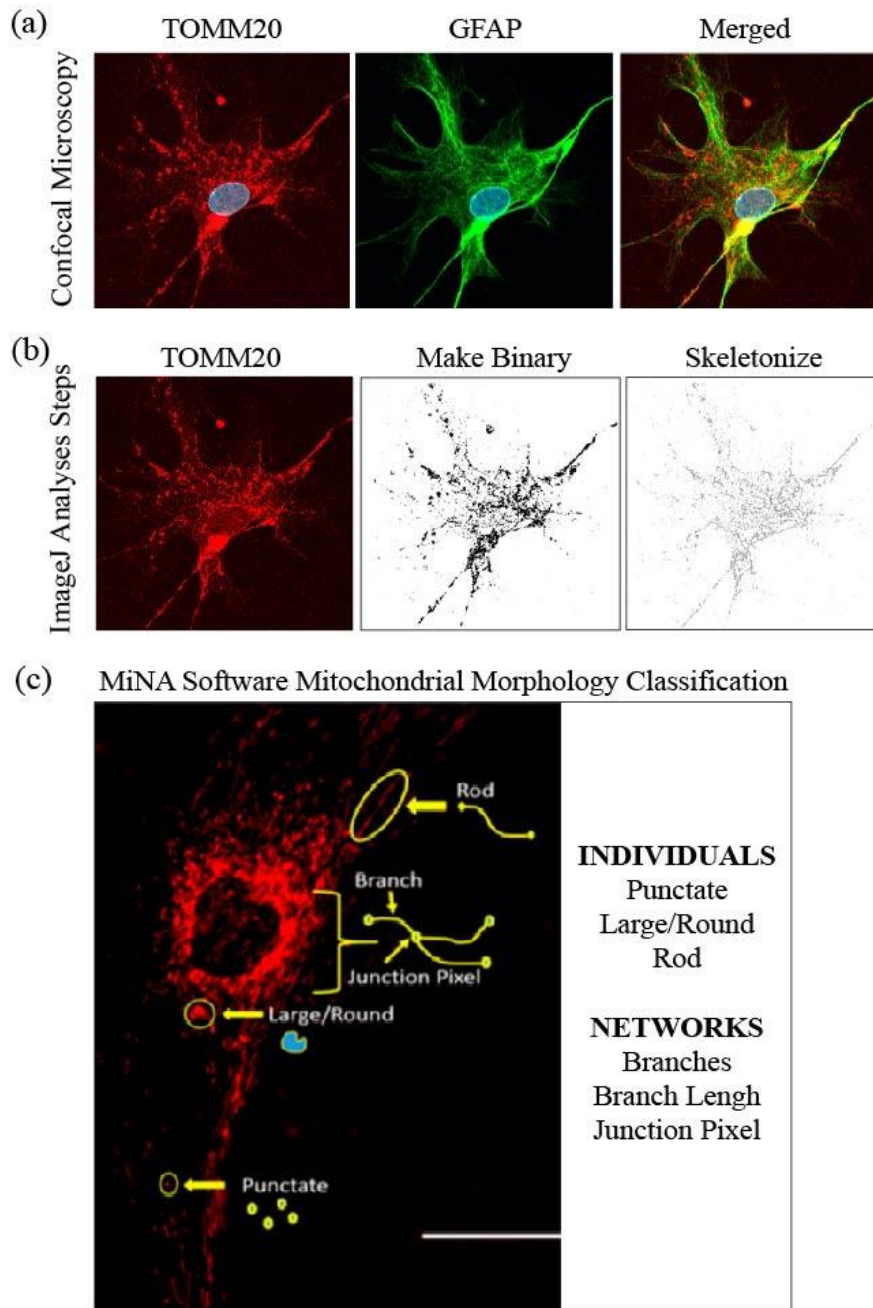 (a)
TOMM20 GFAP Merged
Confocal Microscopy
(b)
TOMM20 Make Binary Skeletonize
ImageJ Analyses Steps
(c) MiNA Software Mitochondrial Morphology Classification
Rod
Branch
Junction Pixel
Large/Round
Punctate
INDIVIDUALS
Punctate
Large/Round
Rod
NETWORKS
Branches
Branch Lengh
Junction Pixel